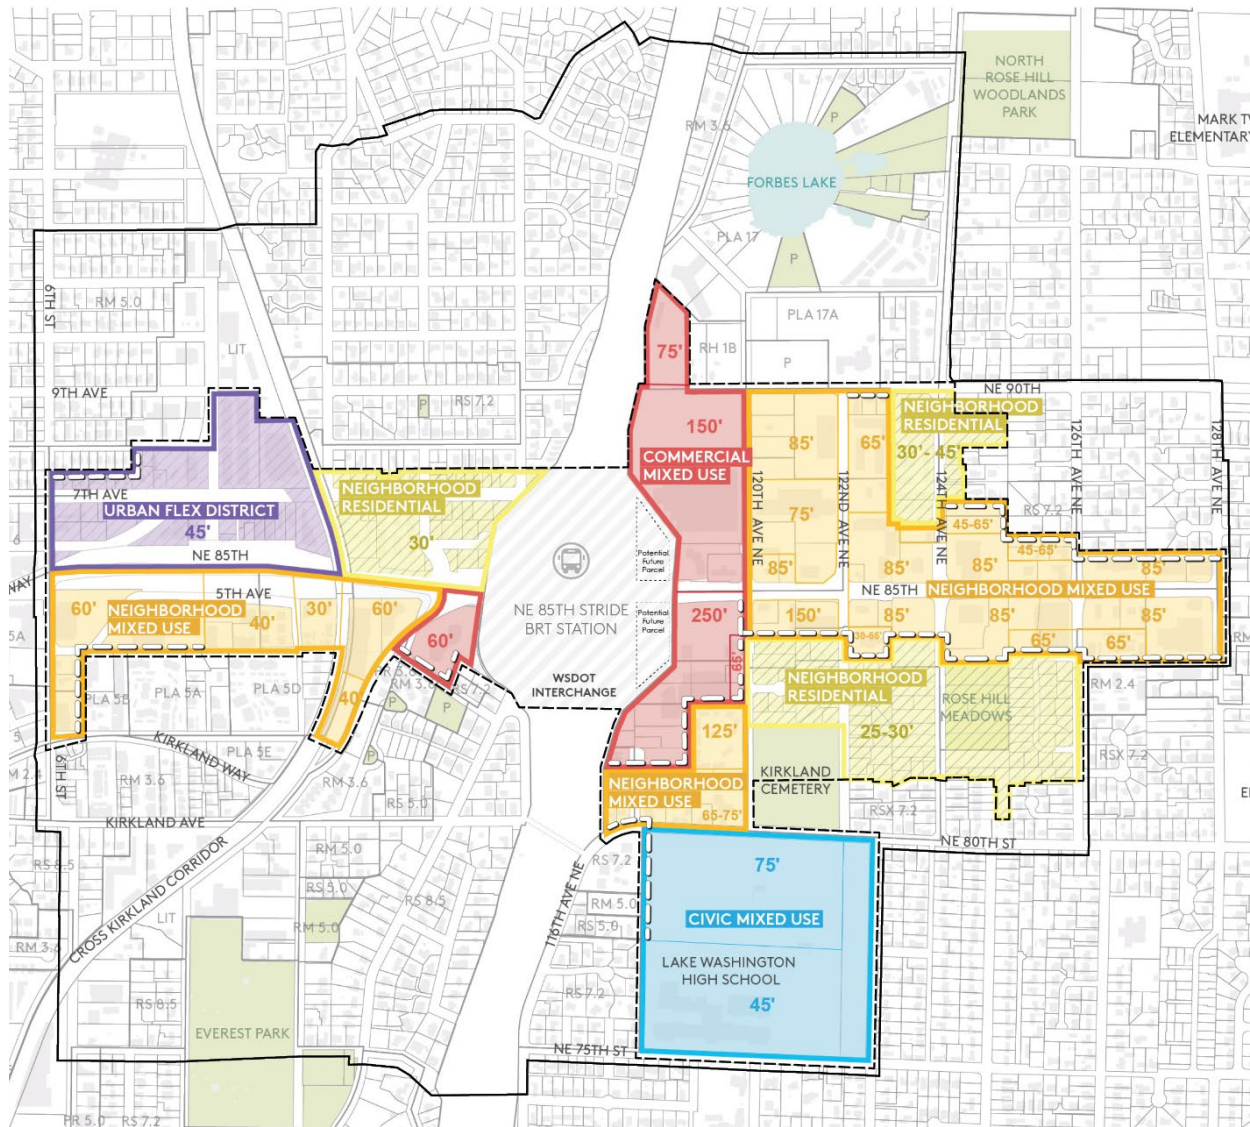 NORTH
ROSE HILL
WOODLANDS
PARK
MARK TW
ELEMENTARY
RM 3.6
P
FORBES LAKE
PLA 17
P
6TH ST
RM 5.0
LIT
PLA 17A
RH 1B
P
75'
9TH AVE
P
RS 7.2
NE 90TH
NEIGHBORHOOD
RESIDENTIAL
30' - 45'
126TH AVE NE
128TH AVE NE
150'
COMMERCIAL
MIXED USE
85'
65'
120TH AVE NE
122ND AVE NE
124TH AVE NE
7TH AVE
URBAN FLEX DISTRICT
45'
NE 85TH
NEIGHBORHOOD
RESIDENTIAL
30'
75'
RS 7.2
45-65'
45-65'
Potential
Future
Parcel
85'
85'
85'
85'
NE 85TH
NEIGHBORHOOD MIXED USE
5TH AVE
WAY
60'
NEIGHBORHOOD
MIXED USE
40'
30'
60'
NE 85TH STRIDE
BRT STATION
Potential
Future
Parcel
250'
150'
85'
85'
85'
5A
60'
65'
30-65'
65'
65'
WSDOT
INTERCHANGE
NEIGHBORHOOD
RESIDENTIAL
PLA 5B
PLA 5A
PLA 5D
RM 3.6
RS 7.2
P
P
40'
ROSE HILL
MEADOWS
RM 2.4
25-30'
125'
KIRKLAND WAY
PLA 5E
6TH ST
RM 3.6
P
RM 3.6
RS 5.0
RSX 7.2
KIRKLAND
CEMETERY
NEIGHBORHOOD
MIXED USE
65-75'
RSX 7.2
KIRKLAND AVE
NE 80TH ST
RM 5.0
RS 5.0
RS 8.5
RM 5.0
CROSS KIRKLAND CORRIDOR
LIT
116TH AVE NE
RS 7.2
RM 5.0
RS 5.0
75'
CIVIC MIXED USE
LAKE WASHINGTON
HIGH SCHOOL
45'
RS 7.2
RS 8.5
EVEREST PARK
NE 75TH ST
PR 5.0
RS 7.2